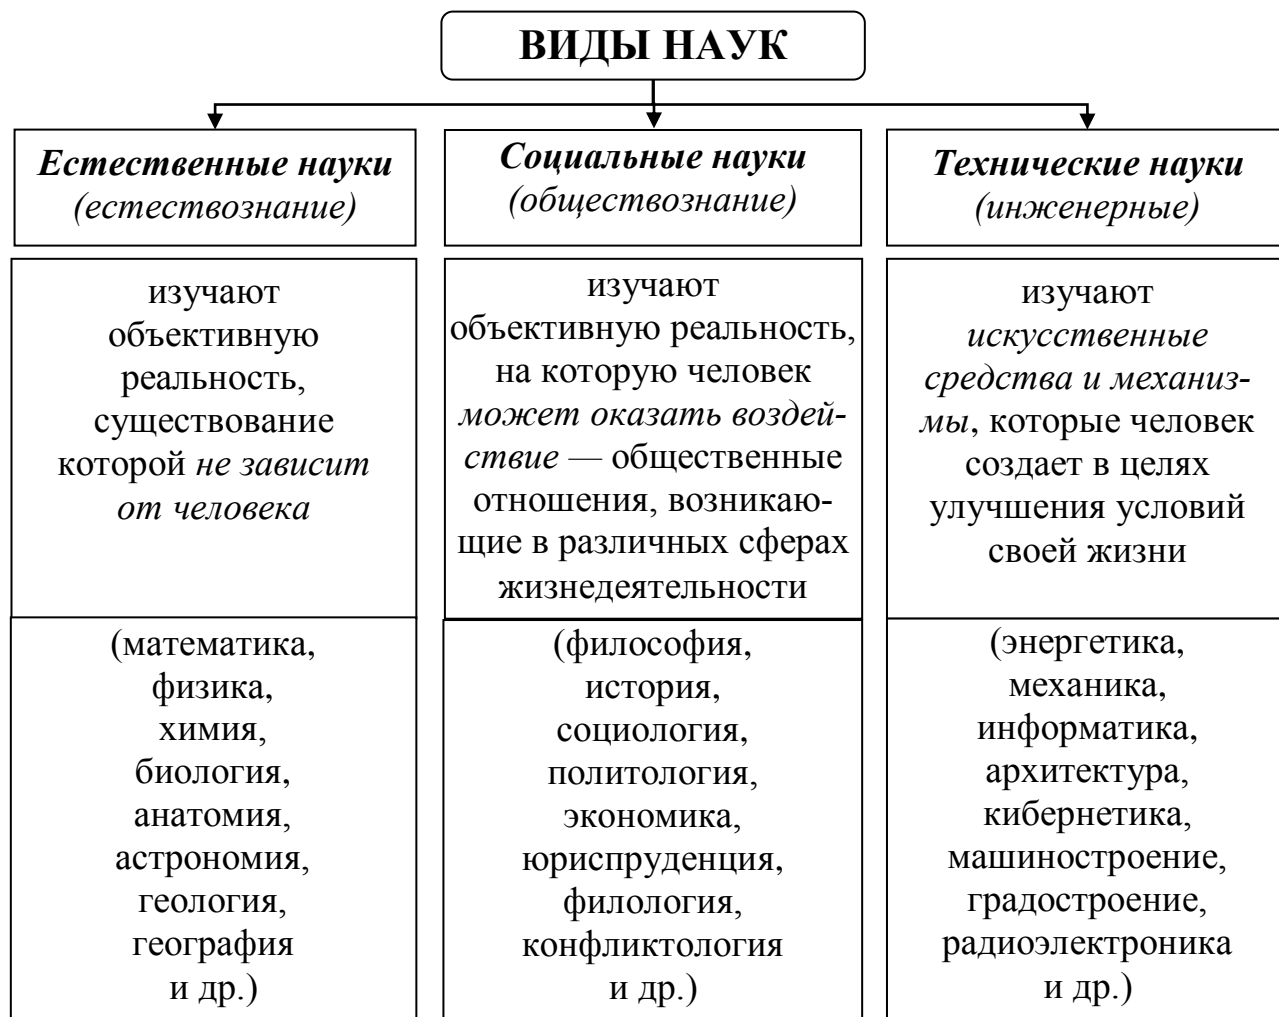 ВИДЫ НАУК
Естественные науки
(естествознание)
Социальные науки
(обществознание)
Технические науки
(инженерные)
изучают
объективную
реальность,
существование
которой не зависит
от человека
изучают
объективную реальность,
на которую человек
может оказать воздей-
ствие — общественные
отношения, возникаю-
щие в различных сферах
жизнедеятельности
изучают
искусственные
средства и механиз-
мы, которые человек
создает в целях
улучшения условий
своей жизни
(математика,
физика,
химия,
биология,
анатомия,
астрономия,
геология,
география
и др.)
(философия,
история,
социология,
политология,
экономика,
юриспруденция,
филология,
конфликтология
и др.)
(энергетика,
механика,
информатика,
архитектура,
кибернетика,
машиностроение,
градостроение,
радиоэлектроника
и др.)